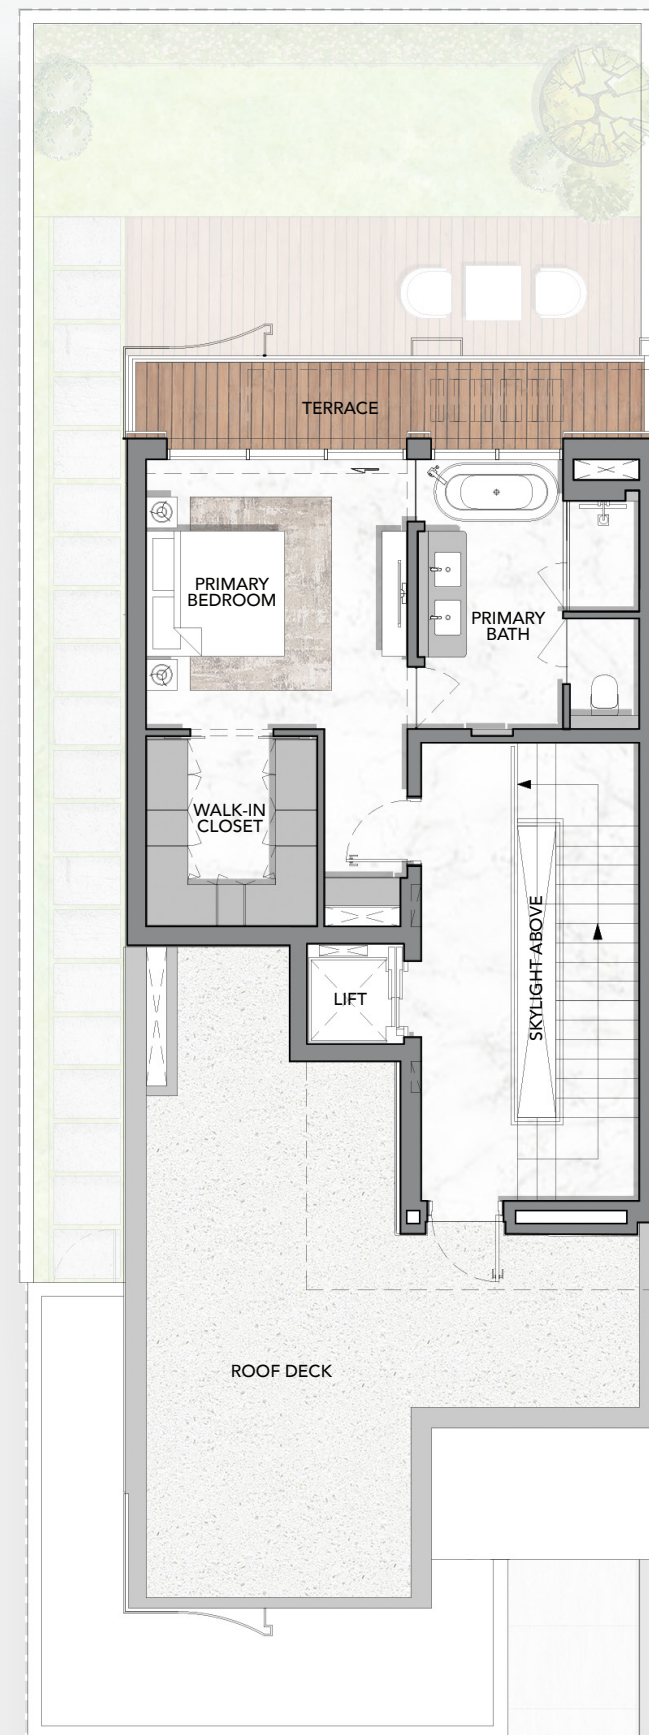 TERRACE
PRIMARY
BEDROOM
PRIMARY
BATH
WALK-IN
CLOSET
SKYLIGHT ABOVE
LIFT
ROOF DECK